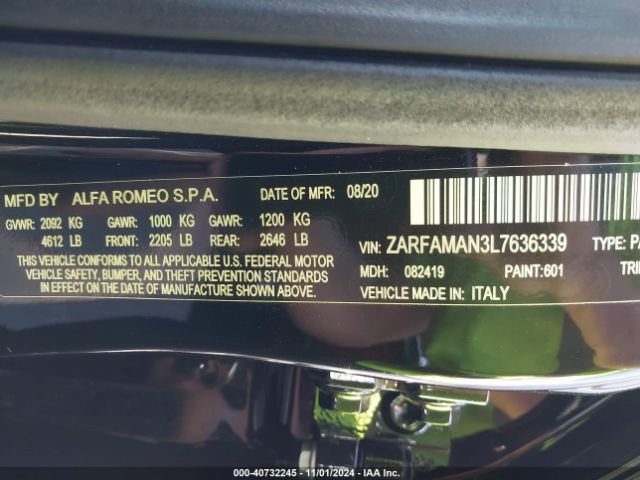 MFD BY ALFA ROMEO S.P.A. DATE OF MFR: 08/20
GVWR: 2092 KG GAWR: 1000 KG GAWR: 1200 KG
4612 LB FRONT: 2205 LB REAR: 2646 LB
THIS VEHICLE CONFORMS TO ALL APPLICABLE U.S. FEDERAL MOTOR
VEHICLE SAFETY, BUMPER, AND THEFT PREVENTION STANDARDS
IN EFFECT ON THE DATE OF MANUFACTURE SHOWN ABOVE.
VIN: ZARFAMAN3L7636339 TYPE: PA
MDH: 082419 PAINT:601 TRI
VEHICLE MADE IN: ITALY
000-40732245 - 11/01/2024 - IAA Inc.